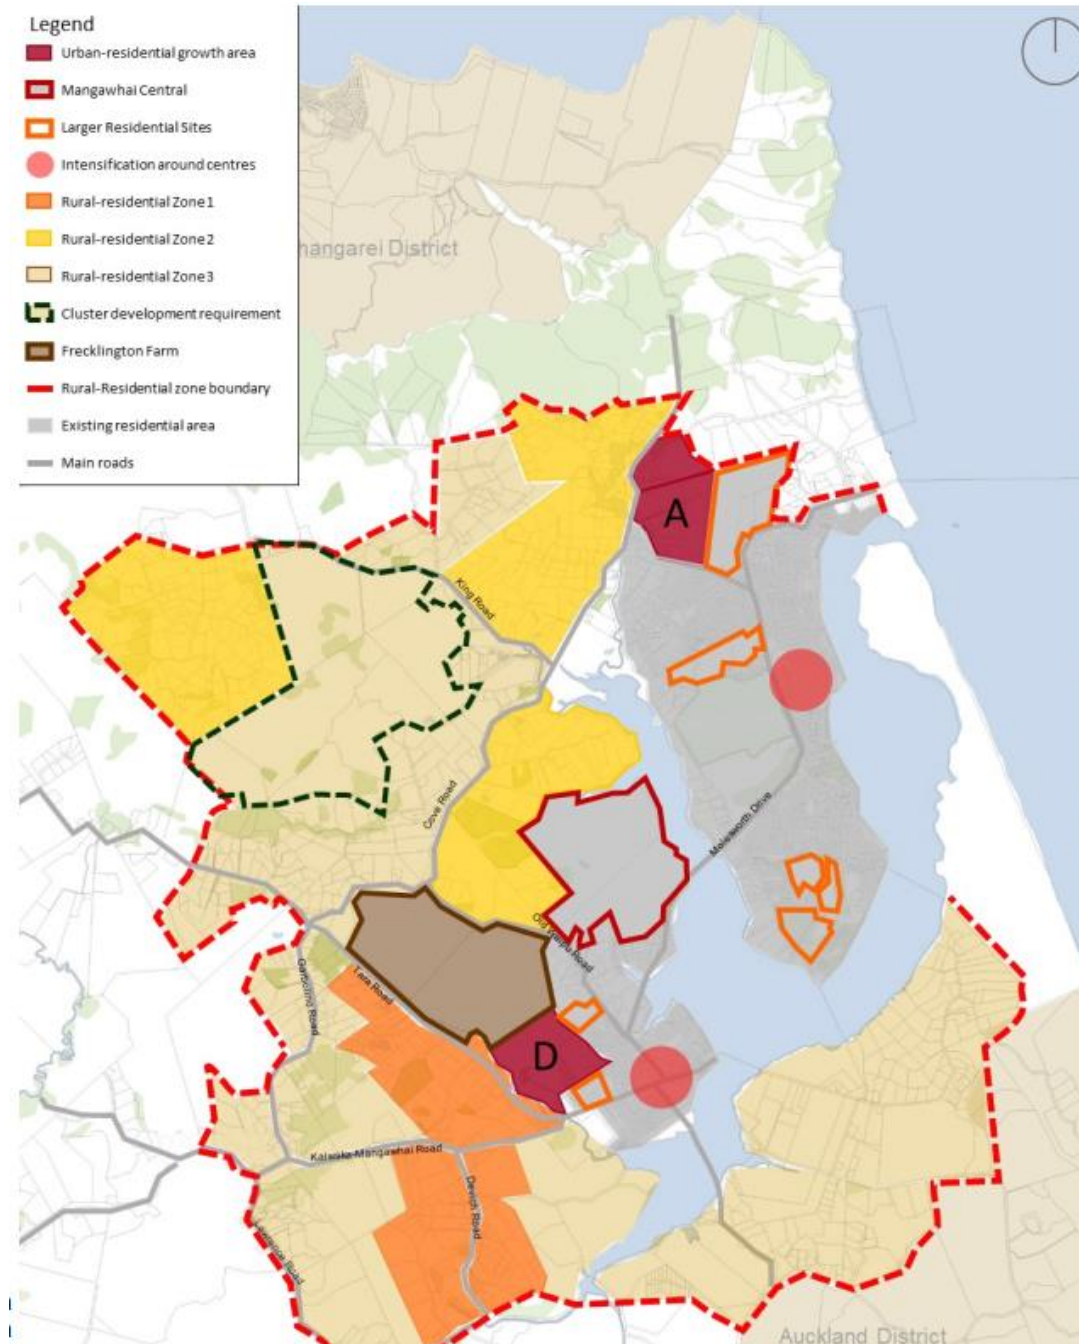 Legend
Urban-residential growth area
Mangawhai Central
Larger Residential Sites
Intensification around centres
Rural-residential Zone 1
Rural-residential Zone 2
Rural-residential Zone 3
Cluster development requirement
Frecklington Farm
Rural-Residential zone boundary
Existing residential area
Main roads
hangarei District
A
King Road
Cove Road
Molesworth Drive
Old Waipu Road
Tara Road
Garbolino Road
D
Kaiwaka-Mangawhai Road
Devich Road
Lawrence Road
Auckland District